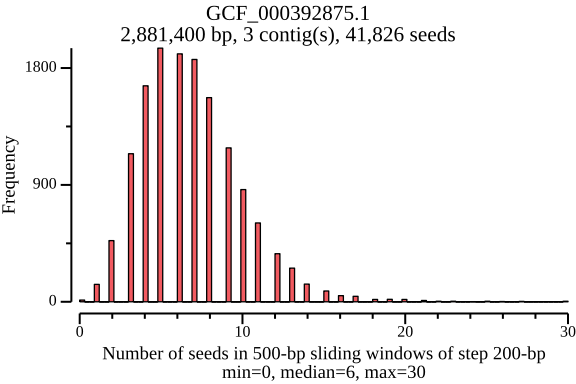 GCF_000392875.1
2,881,400 bp, 3 contig(s), 41,826 seeds
Frequency
1800
900
0
0 10 20 30
Number of seeds in 500-bp sliding windows of step 200-bp
min=0, median=6, max=30